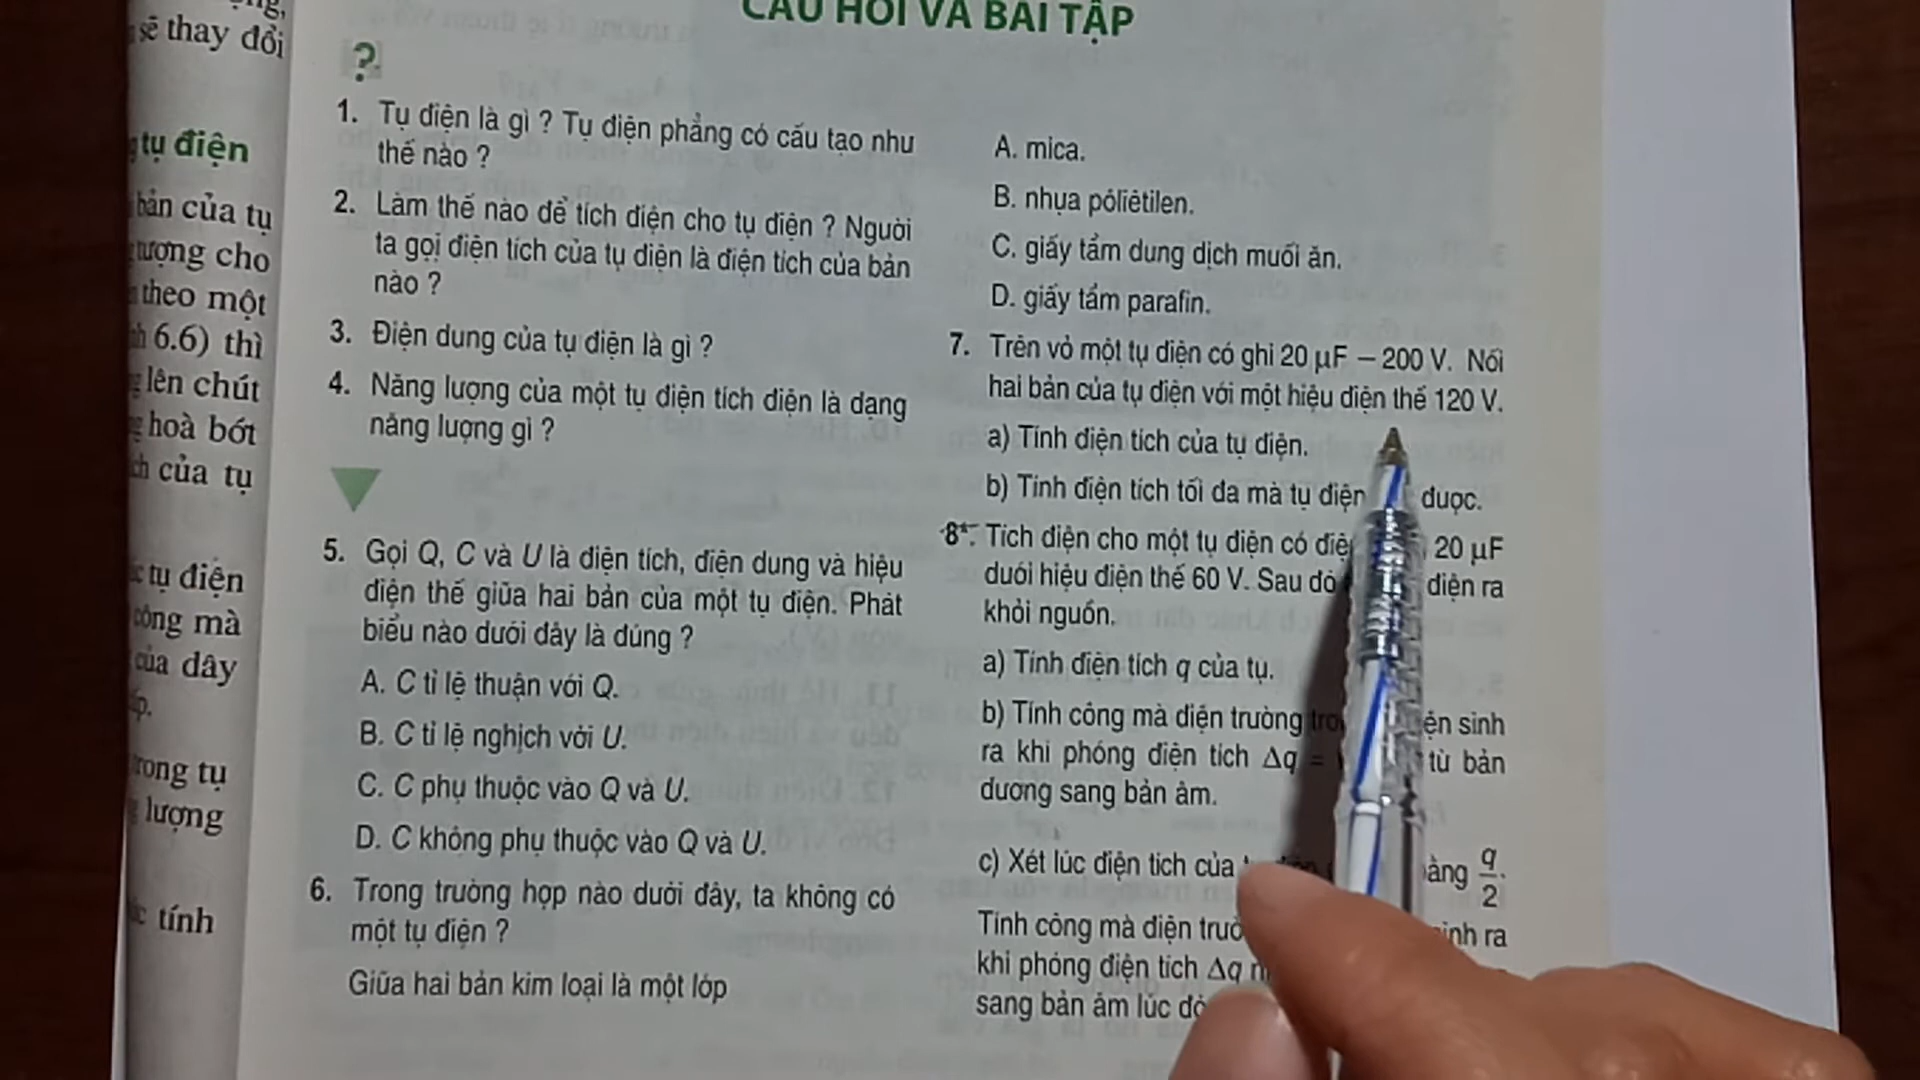 sẽ thay đổi
tụ điện
bản của tụ
tượng cho
theo một
6.6) thì
lên chút
hoà bớt
của tụ
tụ điện
công mà
của dây
trong tụ
lượng
tính
CÂU HỎI VÀ BÀI TẬP
?
1. Tụ điện là gì ? Tụ điện phẳng có cấu tạo như
thế nào ?
2. Làm thế nào để tích điện cho tụ điện ? Người
ta gọi điện tích của tụ điện là điện tích của bản
nào ?
3. Điện dung của tụ điện là gì ?
4. Năng lượng của một tụ điện tích điện là dạng
năng lượng gì ?
5. Gọi Q, C và U là điện tích, điện dung và hiệu
điện thế giữa hai bản của một tụ điện. Phát
biểu nào dưới đây là đúng ?
A. C tỉ lệ thuận với Q.
B. C tỉ lệ nghịch với U.
C. C phụ thuộc vào Q và U.
D. C không phụ thuộc vào Q và U.
6. Trong trường hợp nào dưới đây, ta không có
một tụ điện ?
Giữa hai bản kim loại là một lớp
A. mica.
B. nhựa pôliêtilen.
C. giấy tẩm dung dịch muối ăn.
D. giấy tẩm parafin.
7. Trên vỏ một tụ điện có ghi 20 μF – 200 V. Nối
hai bản của tụ điện với một hiệu điện thế 120 V.
a) Tính điện tích của tụ điện.
b) Tính điện tích tối đa mà tụ điện được.
8*. Tích điện cho một tụ điện có 20 μF
dưới hiệu điện thế 60 V. Sau đó điện ra
khỏi nguồn.
a) Tính điện tích q của tụ.
b) Tính công mà điện trường sinh
ra khi phóng điện tích Δq = từ bản
dương sang bản âm.
c) Xét lúc điện tích của bằng q/2.
Tính công mà điện sinh ra
khi phóng điện tích Δq
sang bản âm lúc